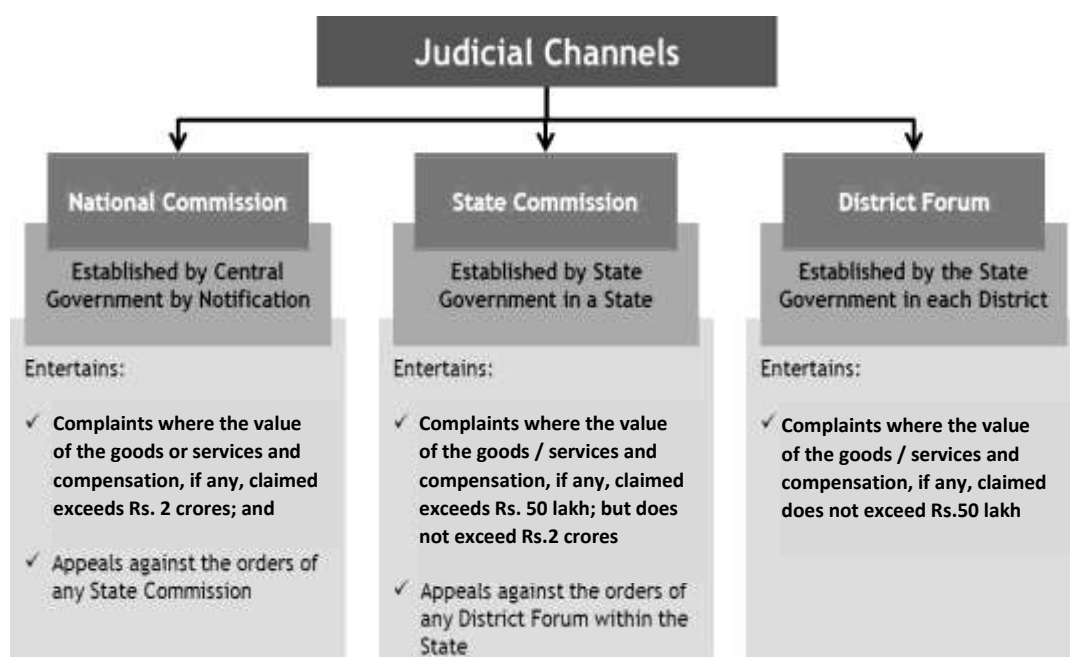 Judicial Channels
National Commission
Established by Central
Government by Notification
Entertains:
✓ Complaints where the value
of the goods or services and
compensation, if any, claimed
exceeds Rs. 2 crores; and
✓ Appeals against the orders of
any State Commission
State Commission
Established by State
Government in a State
Entertains:
✓ Complaints where the value
of the goods / services and
compensation, if any, claimed
exceeds Rs. 50 lakh; but does
not exceed Rs.2 crores
✓ Appeals against the orders of
any District Forum within the
State
District Forum
Established by the State
Government in each District
Entertains:
✓ Complaints where the value
of the goods / services and
compensation, if any, claimed
does not exceed Rs.50 lakh